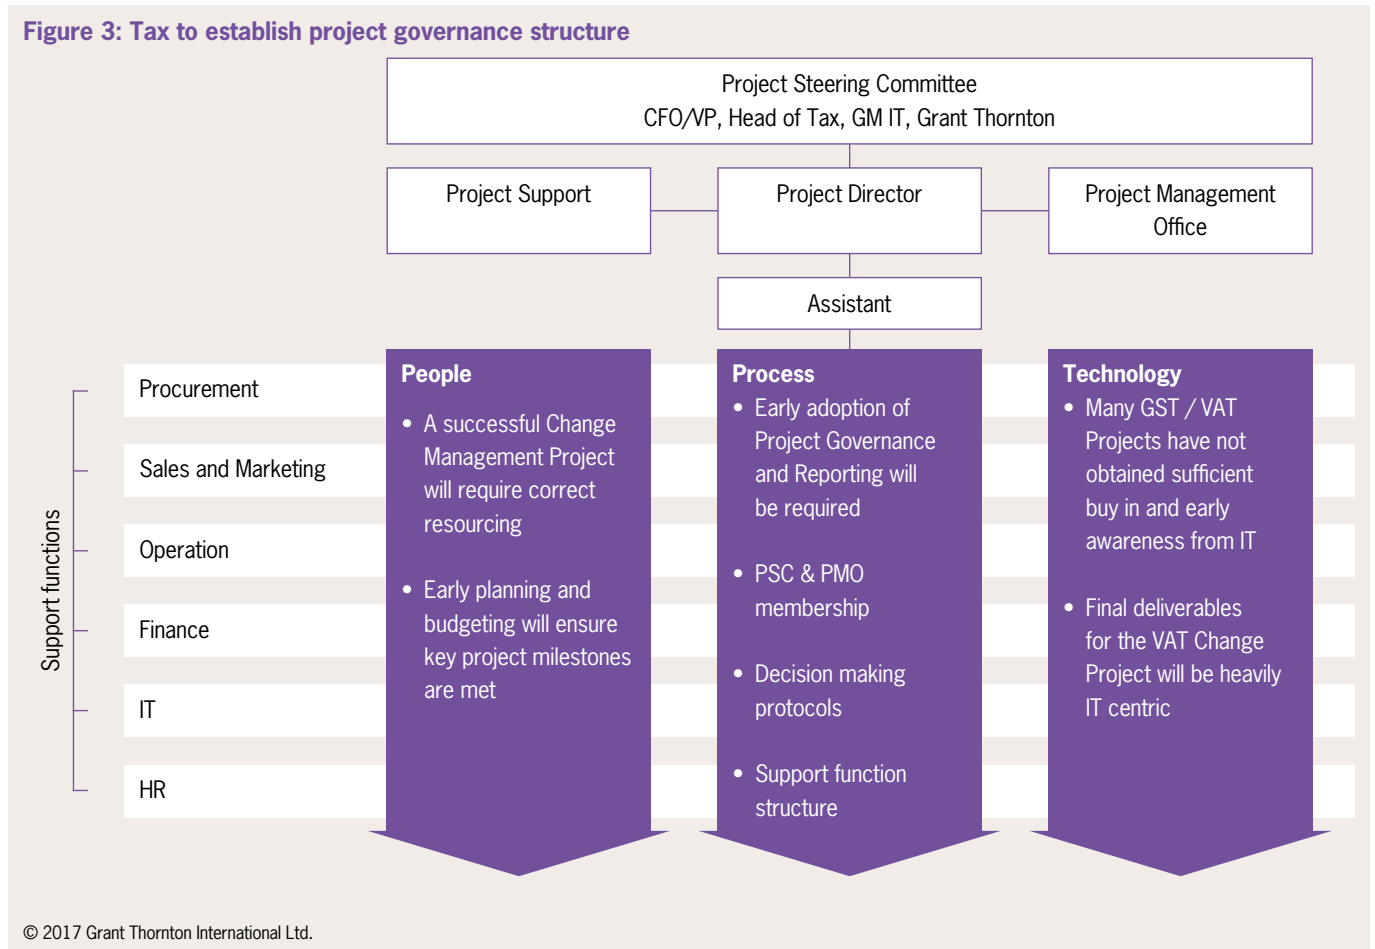 Figure 3: Tax to establish project governance structure
Project Steering Committee
CFO/VP, Head of Tax, GM IT, Grant Thornton
Project Support
Project Director
Project Management
Office
Assistant
Support functions
Procurement
Sales and Marketing
Operation
Finance
IT
HR
People
• A successful Change
Management Project
will require correct
resourcing
• Early planning and
budgeting will ensure
key project milestones
are met
Process
• Early adoption of
Project Governance
and Reporting will
be required
• PSC & PMO
membership
• Decision making
protocols
• Support function
structure
Technology
• Many GST / VAT
Projects have not
obtained sufficient
buy in and early
awareness from IT
• Final deliverables
for the VAT Change
Project will be heavily
IT centric
© 2017 Grant Thornton International Ltd.